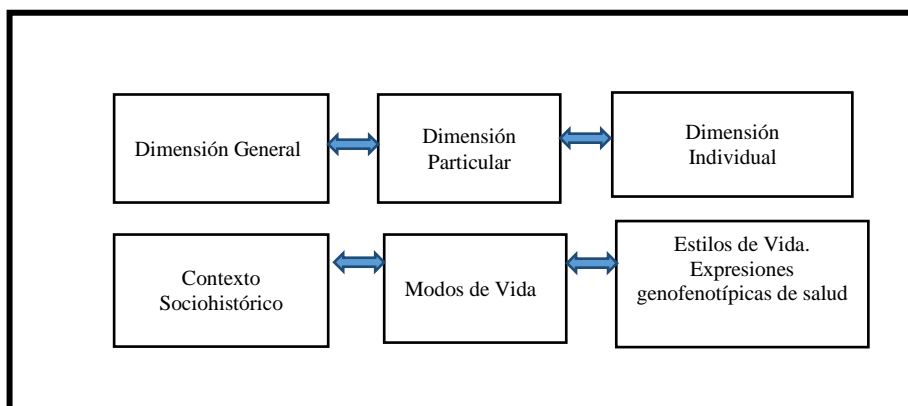 Dimensión General
Dimensión
Particular
Dimensión
Individual
Contexto
Sociohistórico
Modos de Vida
Estilos de Vida.
Expresiones
genofenotípicas de salud